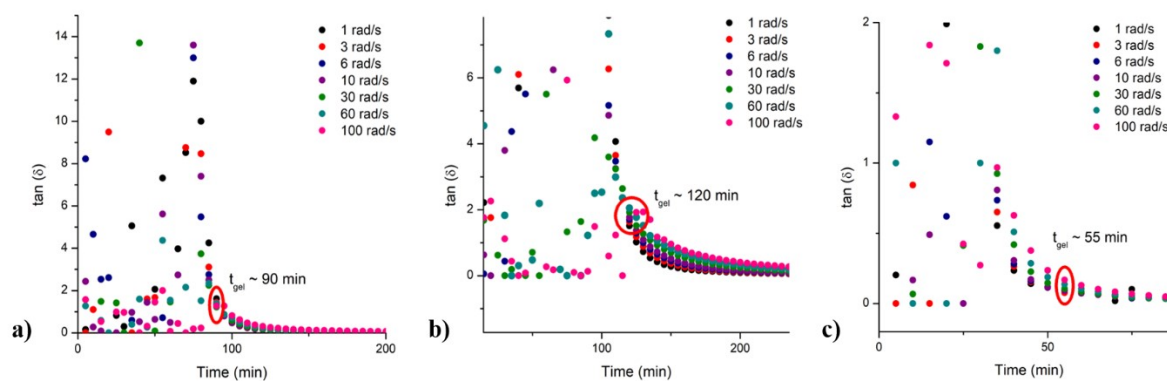 a)
tan (δ)
14
12
10
8
6
4
2
0
0
100
200
Time (min)
1 rad/s
3 rad/s
6 rad/s
10 rad/s
30 rad/s
60 rad/s
100 rad/s
t_gel ~ 90 min
b)
tan (δ)
6
4
2
0
100
200
Time (min)
1 rad/s
3 rad/s
6 rad/s
10 rad/s
30 rad/s
60 rad/s
100 rad/s
t_gel ~ 120 min
c)
tan (δ)
2
1
0
50
Time (min)
1 rad/s
3 rad/s
6 rad/s
10 rad/s
30 rad/s
60 rad/s
100 rad/s
t_gel ~ 55 min